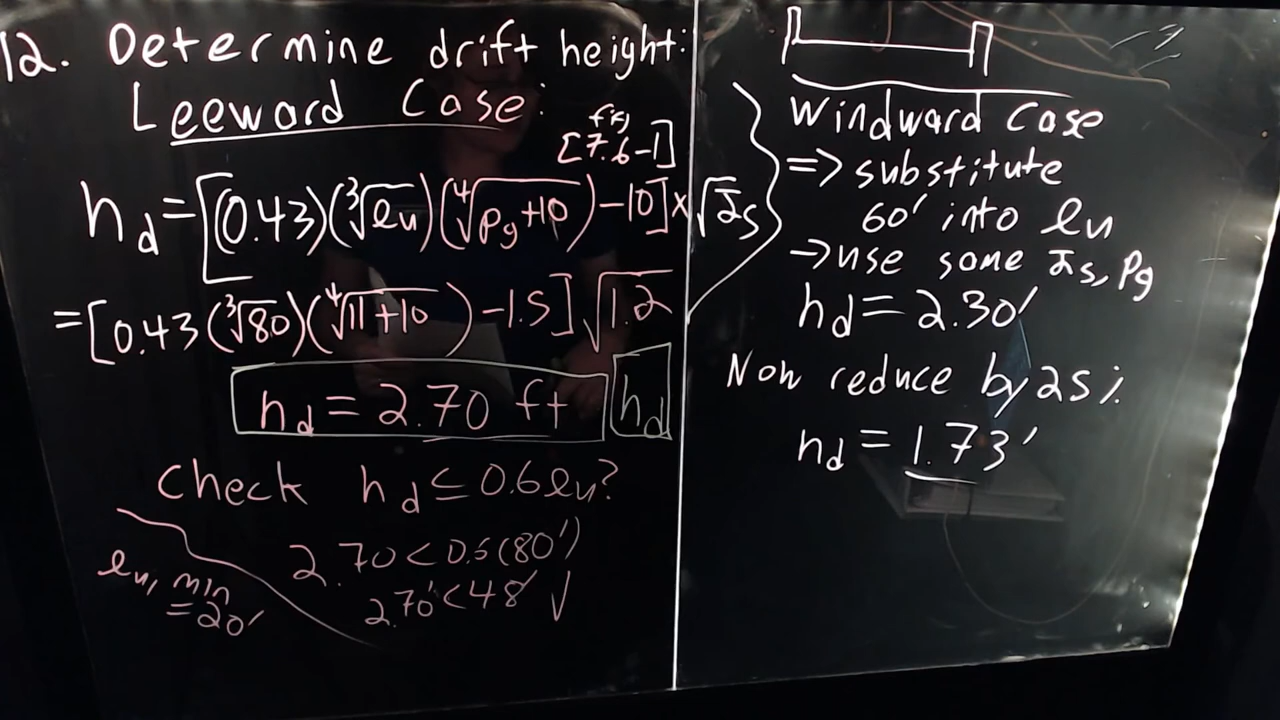 12. Determine drift height:
Leeward Case:
fig
[7.6-1]
hd = [(0.43)(∛lu)(∜pg+10) - 10] × √Is
= [0.43(∛80)(∜11+10) - 1.5] √1.2
hd = 2.70 ft hd
check hd ≤ 0.6lu?
2.70 < 0.6(80')
2.70' < 48' √
lu, min
= 20'
Windward Case
=> substitute
60' into lu
→ use same Is, Pg
hd = 2.30'
Now reduce by 25%
hd = 1.73'